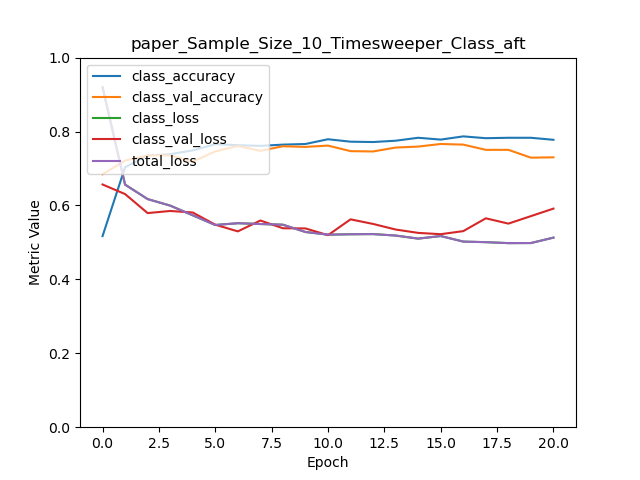 paper_Sample_Size_10_Timesweeper_Class_aft
class_accuracy
class_val_accuracy
class_loss
class_val_loss
total_loss
Metric Value
1.0
0.8
0.6
0.4
0.2
0.0
0.0 2.5 5.0 7.5 10.0 12.5 15.0 17.5 20.0
Epoch